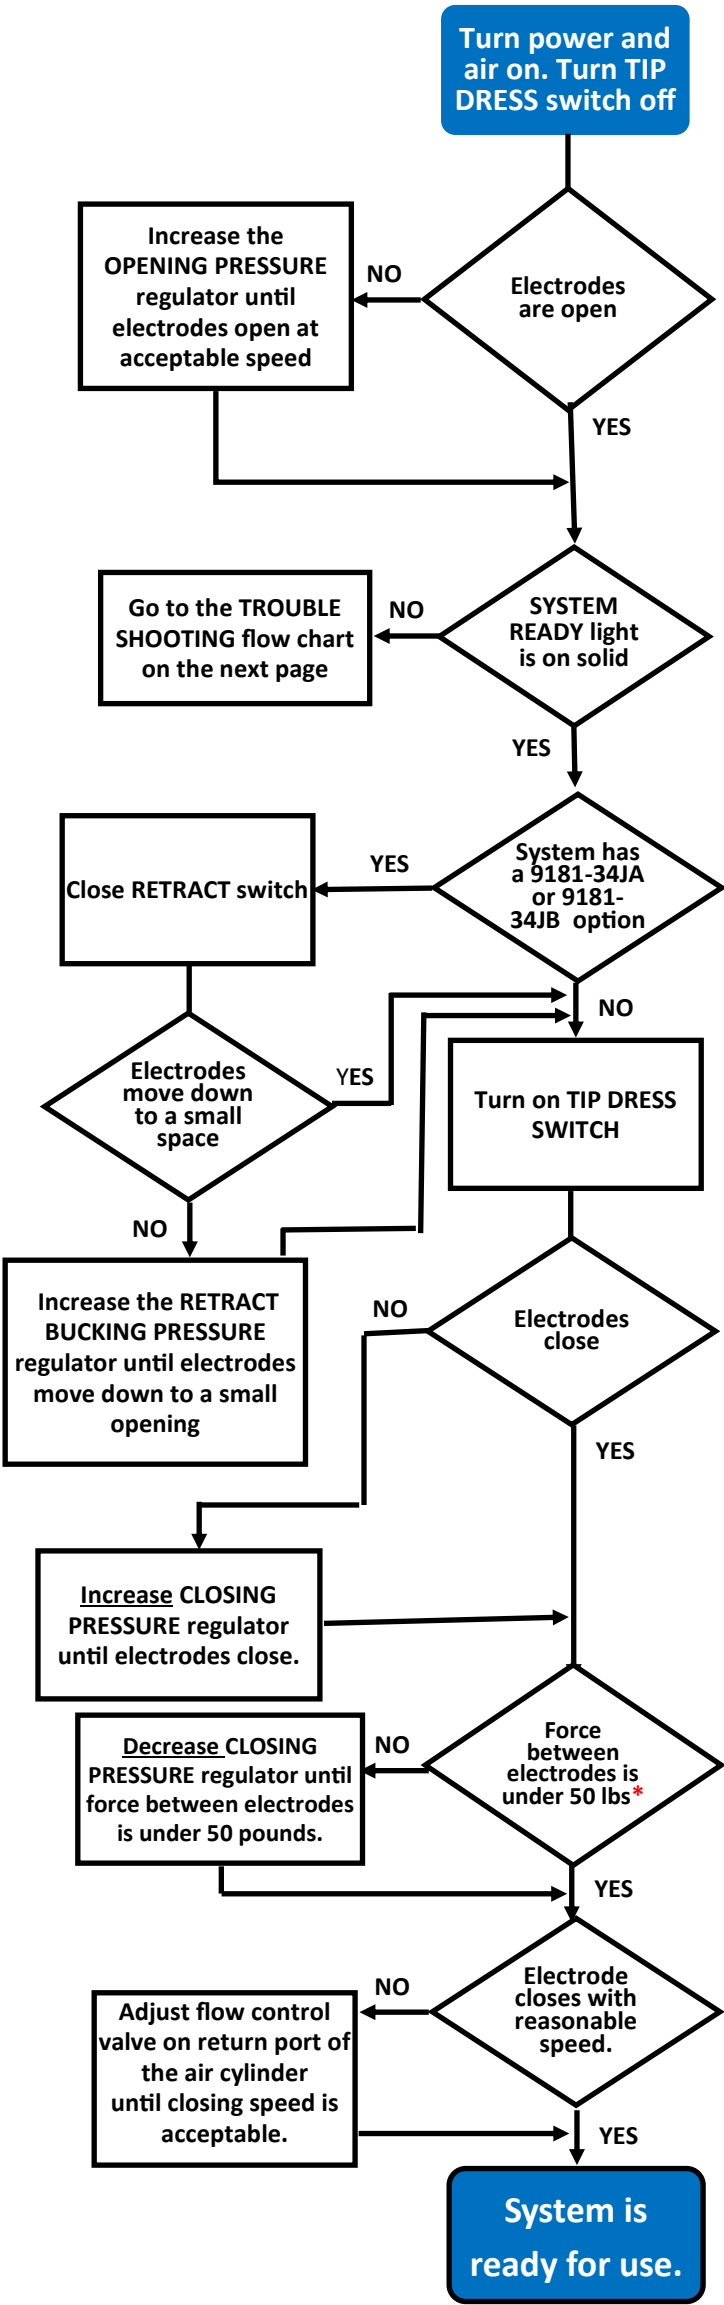 Turn power and
air on. Turn TIP
DRESS switch off
Increase the
OPENING PRESSURE
regulator until
electrodes open at
acceptable speed
NO
Electrodes
are open
YES
Go to the TROUBLE
SHOOTING flow chart
on the next page
NO
SYSTEM
READY light
is on solid
YES
Close RETRACT switch
YES
System has
a 9181-34JA
or 9181-
34JB option
NO
Electrodes
move down
to a small
space
YES
Turn on TIP DRESS
SWITCH
NO
Increase the RETRACT
BUCKING PRESSURE
regulator until electrodes
move down to a small
opening
NO
Electrodes
close
YES
Increase CLOSING
PRESSURE regulator
until electrodes close.
Decrease CLOSING
PRESSURE regulator until
force between electrodes
is under 50 pounds.
NO
Force
between
electrodes is
under 50 lbs*
YES
Adjust flow control
valve on return port of
the air cylinder
until closing speed is
acceptable.
NO
Electrode
closes with
reasonable
speed.
YES
System is
ready for use.